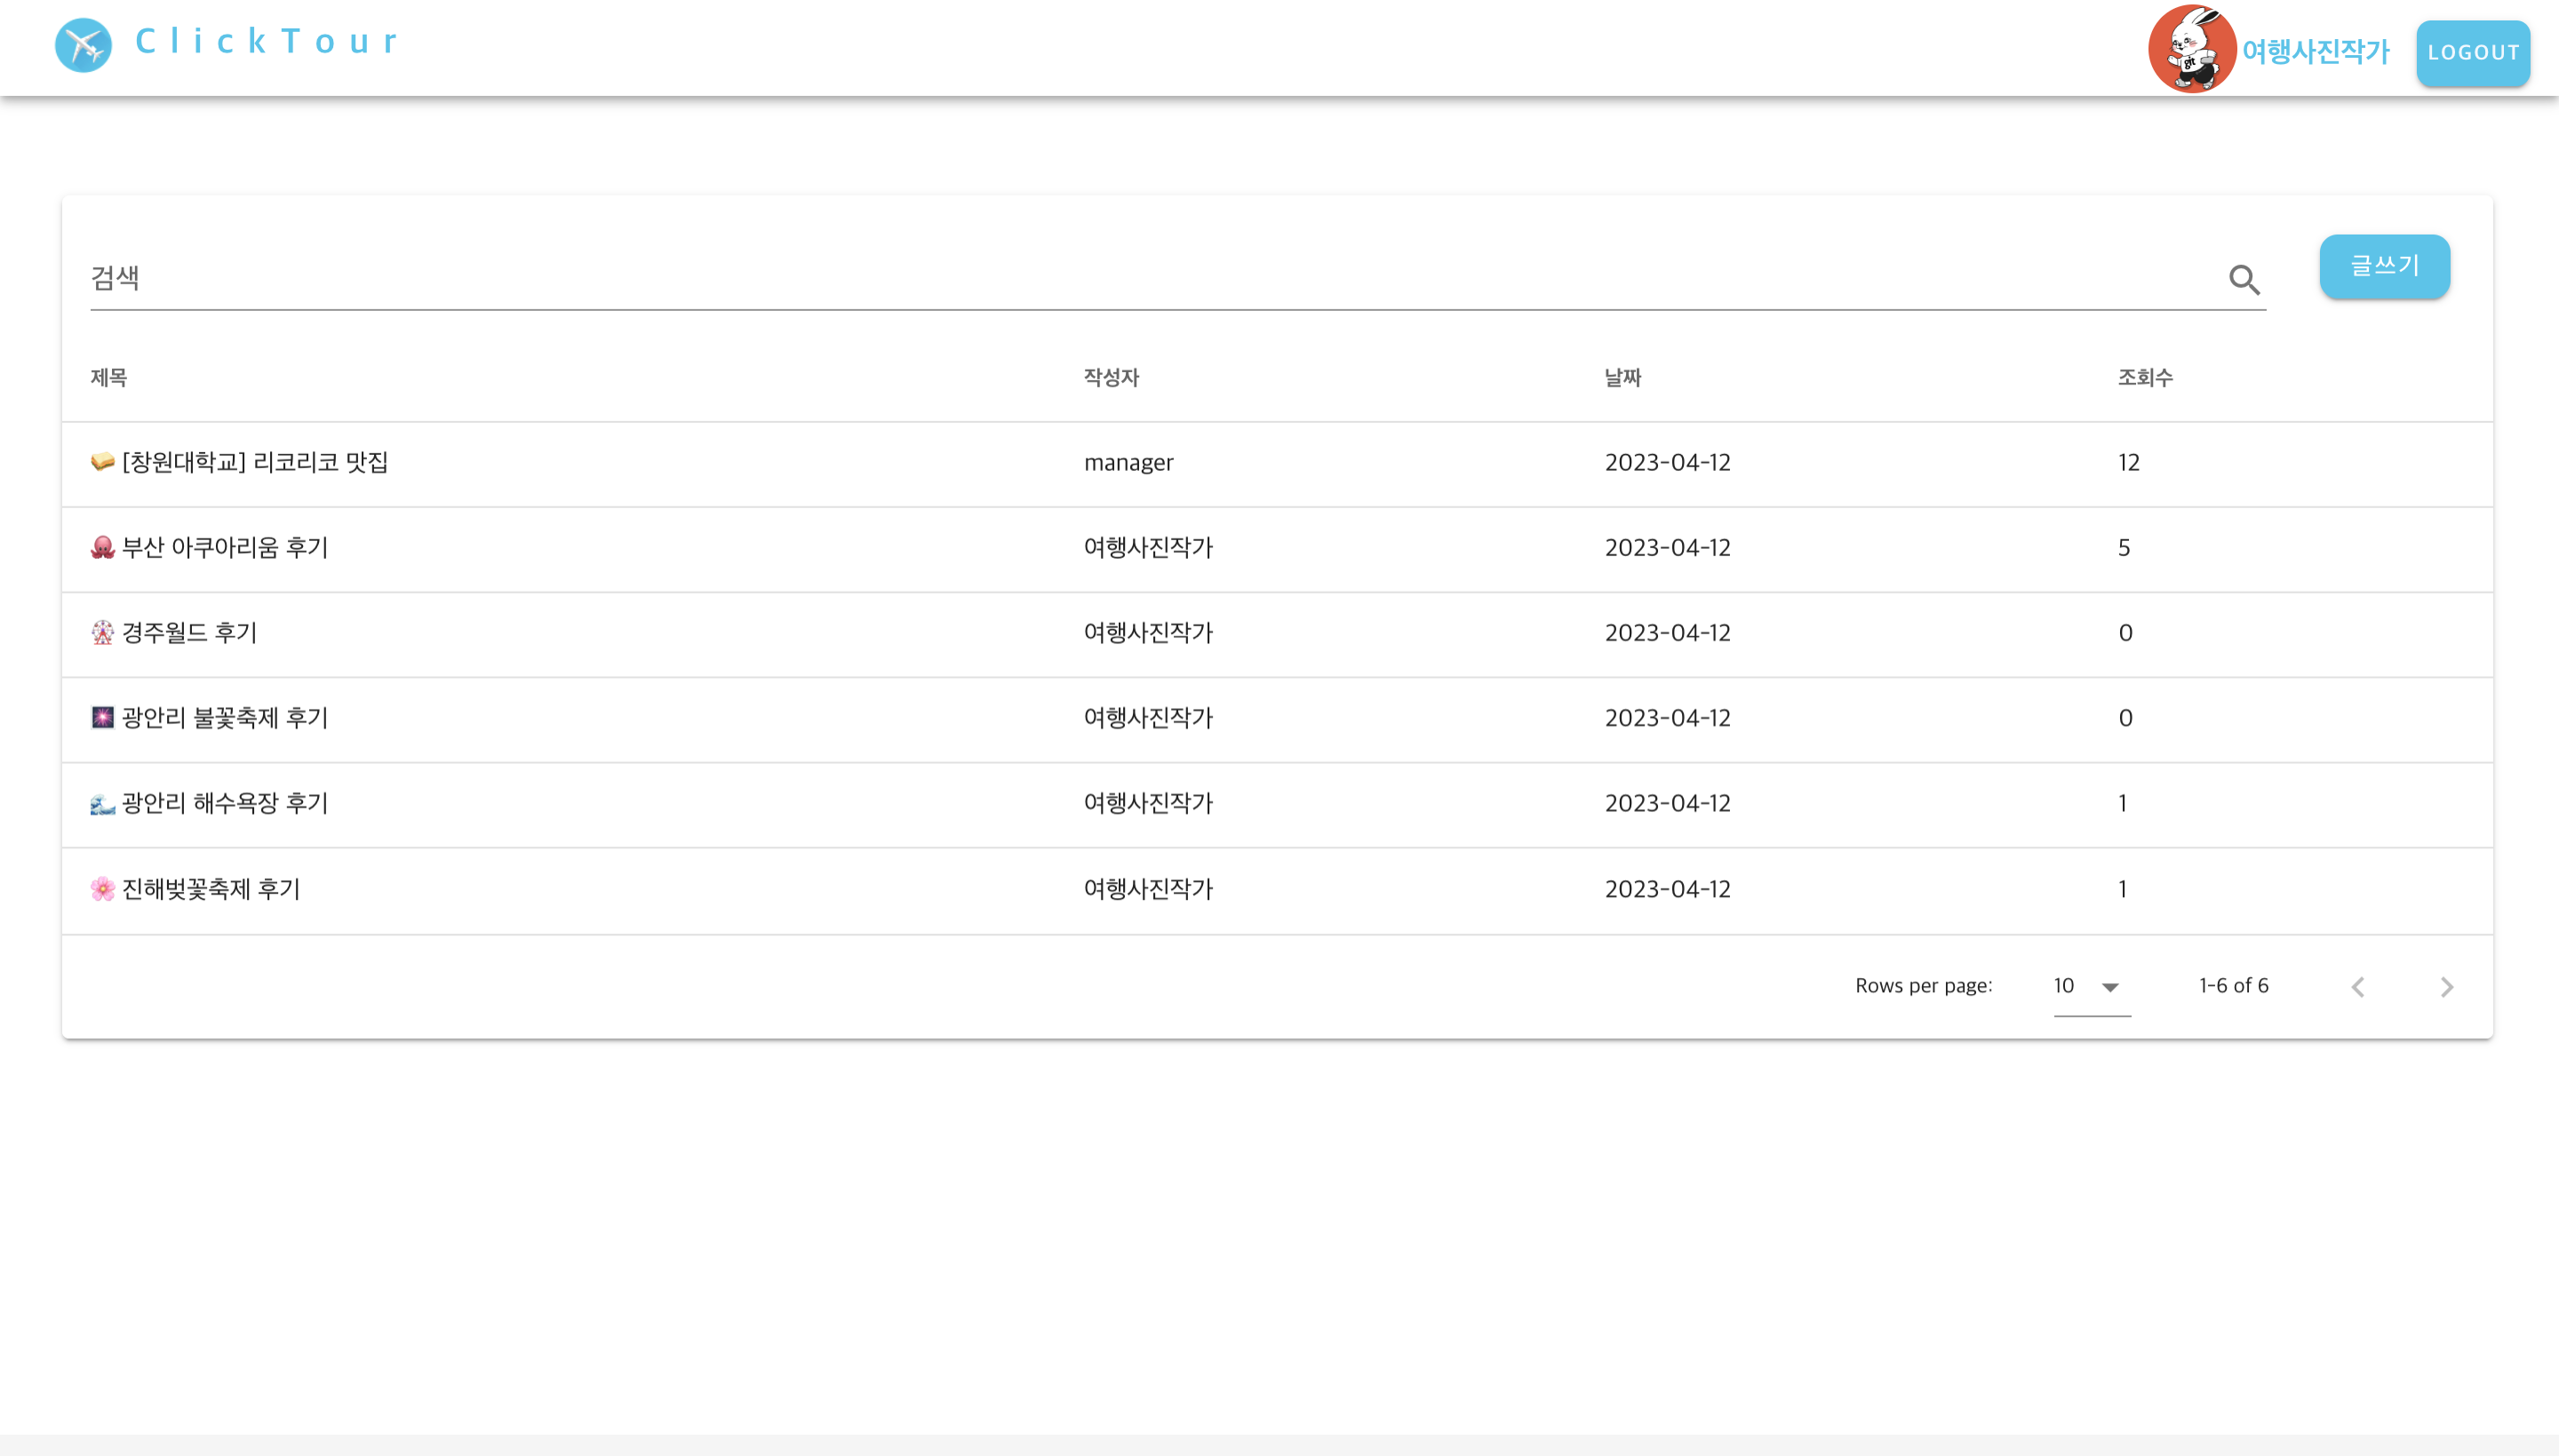 ClickTour
git
여행사진작가
LOGOUT
검색
글쓰기
제목 작성자 날짜 조회수
🥪 [창원대학교] 리코리코 맛집 manager 2023-04-12 12
🐙 부산 아쿠아리움 후기 여행사진작가 2023-04-12 5
🎡 경주월드 후기 여행사진작가 2023-04-12 0
🎆 광안리 불꽃축제 후기 여행사진작가 2023-04-12 0
🌊 광안리 해수욕장 후기 여행사진작가 2023-04-12 1
🌸 진해벚꽃축제 후기 여행사진작가 2023-04-12 1
Rows per page: 10 1-6 of 6